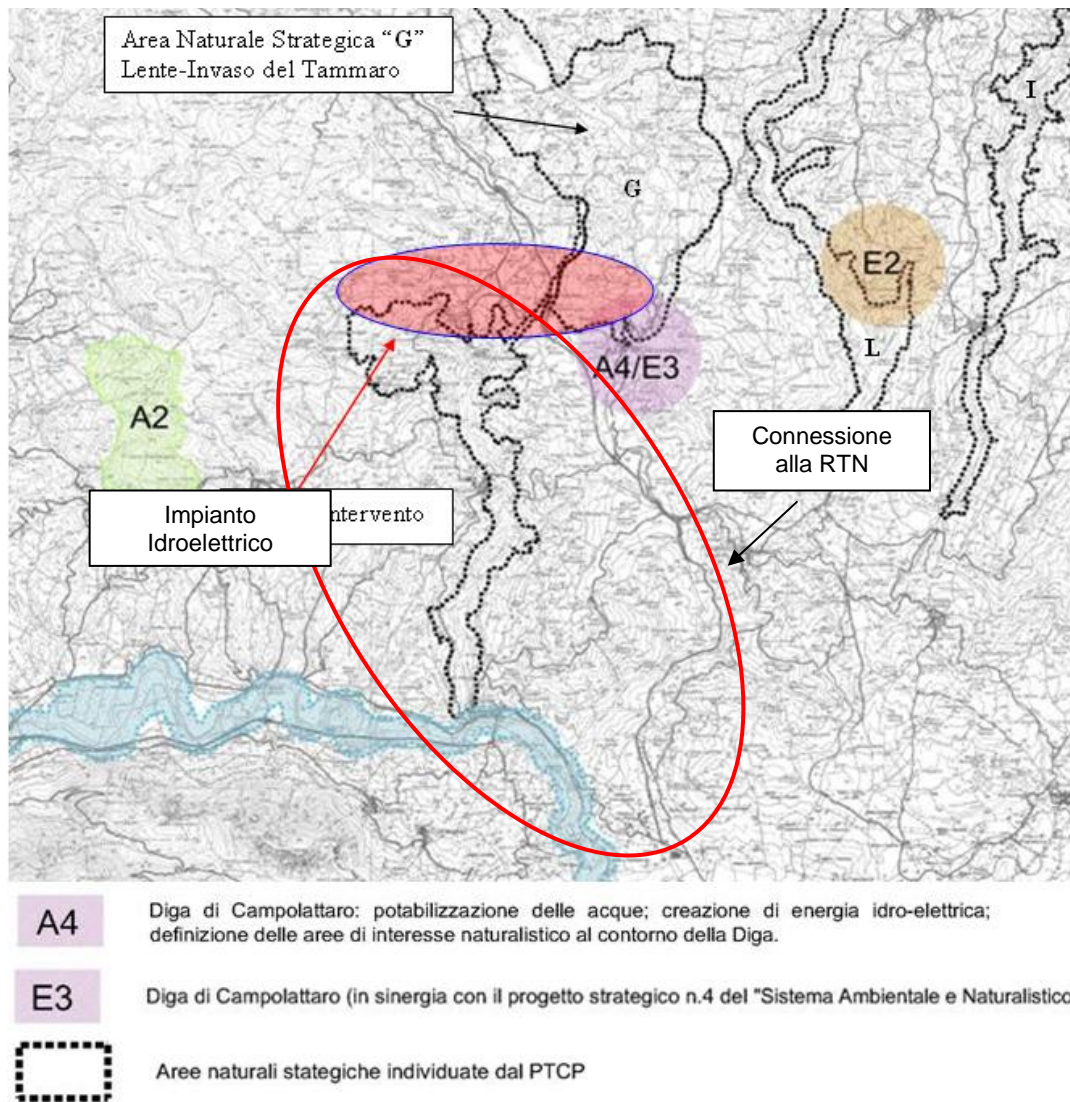 Area Naturale Strategica “G”
Lente-Invaso del Tammaro
I
G
E2
L
A4/E3
A2
Connessione
alla RTN
Impianto
Idroelettrico
ntervento
A4
Diga di Campolattaro: potabilizzazione delle acque; creazione di energia idro-elettrica;
definizione delle aree di interesse naturalistico al contorno della Diga.
E3
Diga di Campolattaro (in sinergia con il progetto strategico n.4 del "Sistema Ambientale e Naturalistico
Aree naturali stategiche individuate dal PTCP